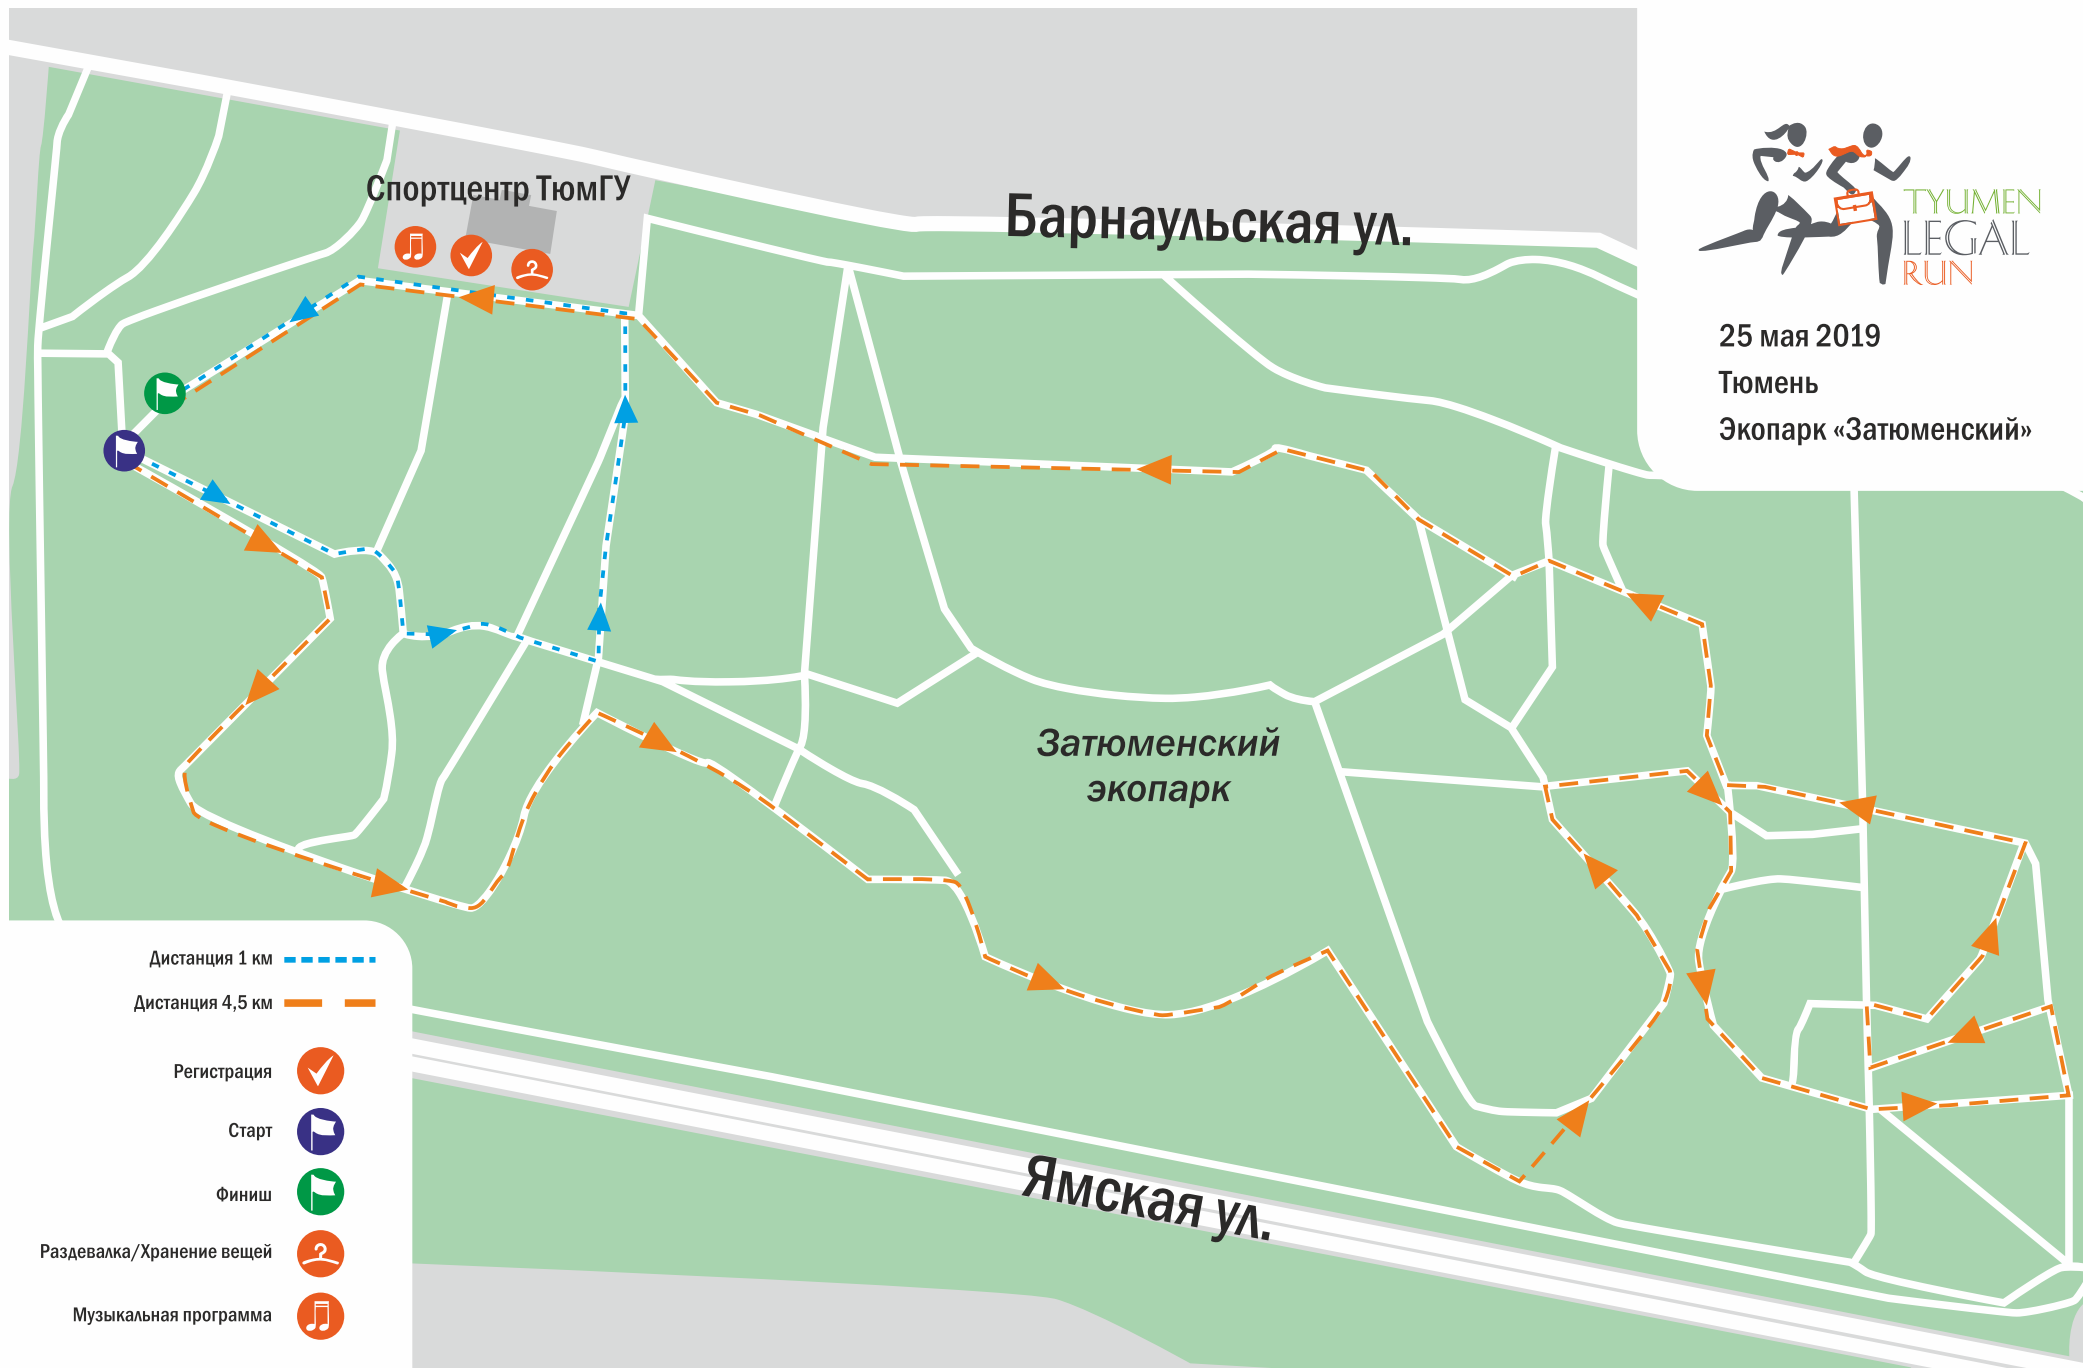 Спортцентр ТюмГУ
Барнаульская ул.
TYUMEN
LEGAL
RUN
25 мая 2019
Тюмень
Экопарк «Затюменский»
Затюменский
экопарк
Ямская ул.
Дистанция 1 км
Дистанция 4,5 км
Регистрация
Старт
Финиш
Раздевалка/Хранение вещей
Музыкальная программа